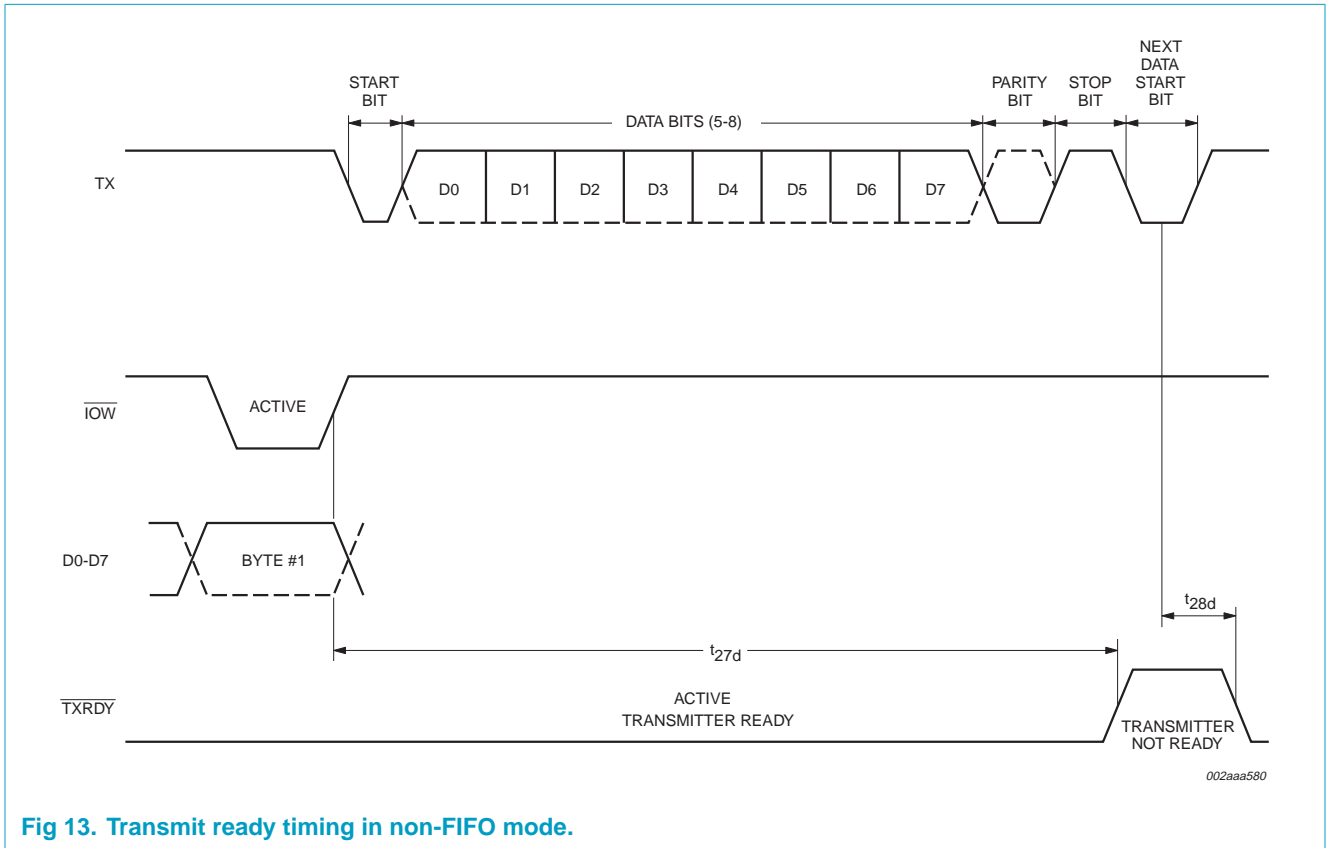 START
BIT
DATA BITS (5-8)
PARITY
BIT
STOP
BIT
NEXT
DATA
START
BIT
TX
D0 D1 D2 D3 D4 D5 D6 D7
IOW
ACTIVE
D0-D7
BYTE #1
t28d
t27d
TXRDY
ACTIVE
TRANSMITTER READY
TRANSMITTER
NOT READY
002aaa580
Fig 13. Transmit ready timing in non-FIFO mode.